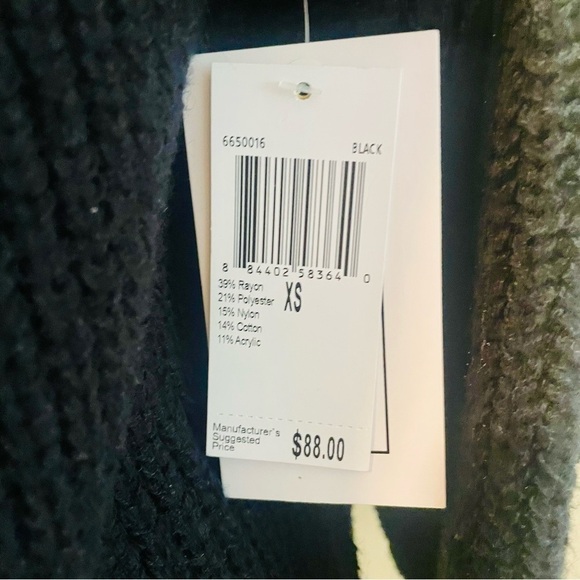 6650016 BLACK
8 84402 58364 0
39% Rayon
21% Polyester XS
15% Nylon
14% Cotton
11% Acrylic
Manufacturer's
Suggested
Price $88.00